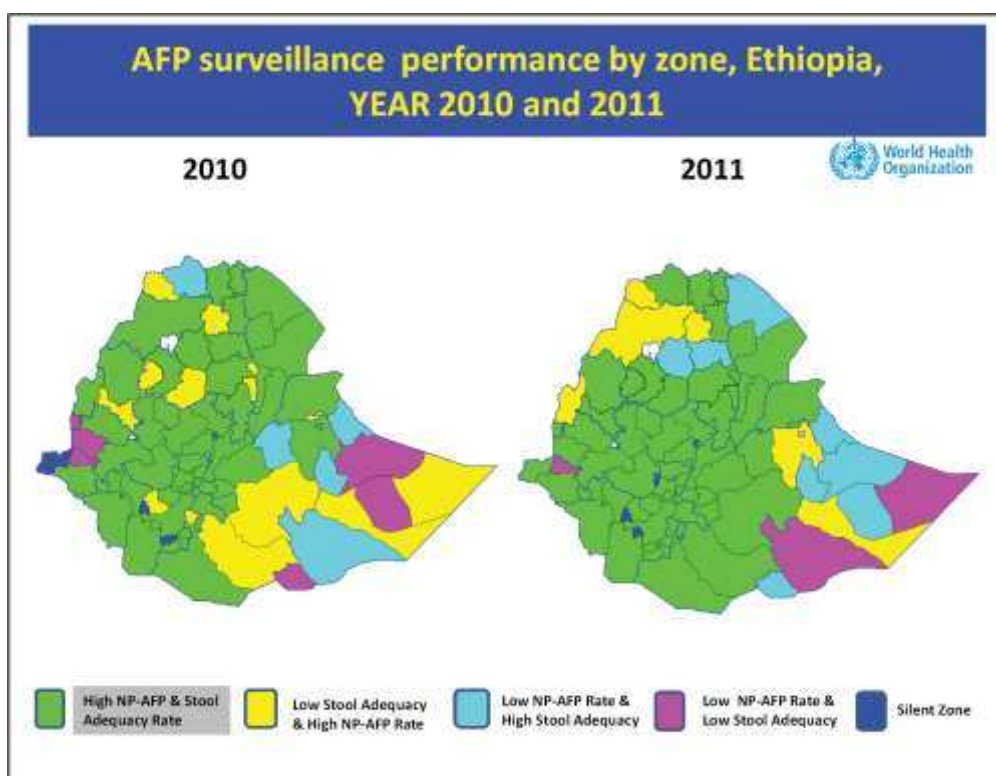 AFP surveillance performance by zone, Ethiopia,
YEAR 2010 and 2011
2010
2011
World Health
Organization
High NP-AFP & Stool
Adequacy Rate
Low Stool Adequacy
& High NP-AFP Rate
Low NP-AFP Rate &
High Stool Adequacy
Low NP-AFP Rate &
Low Stool Adequacy
Silent Zone